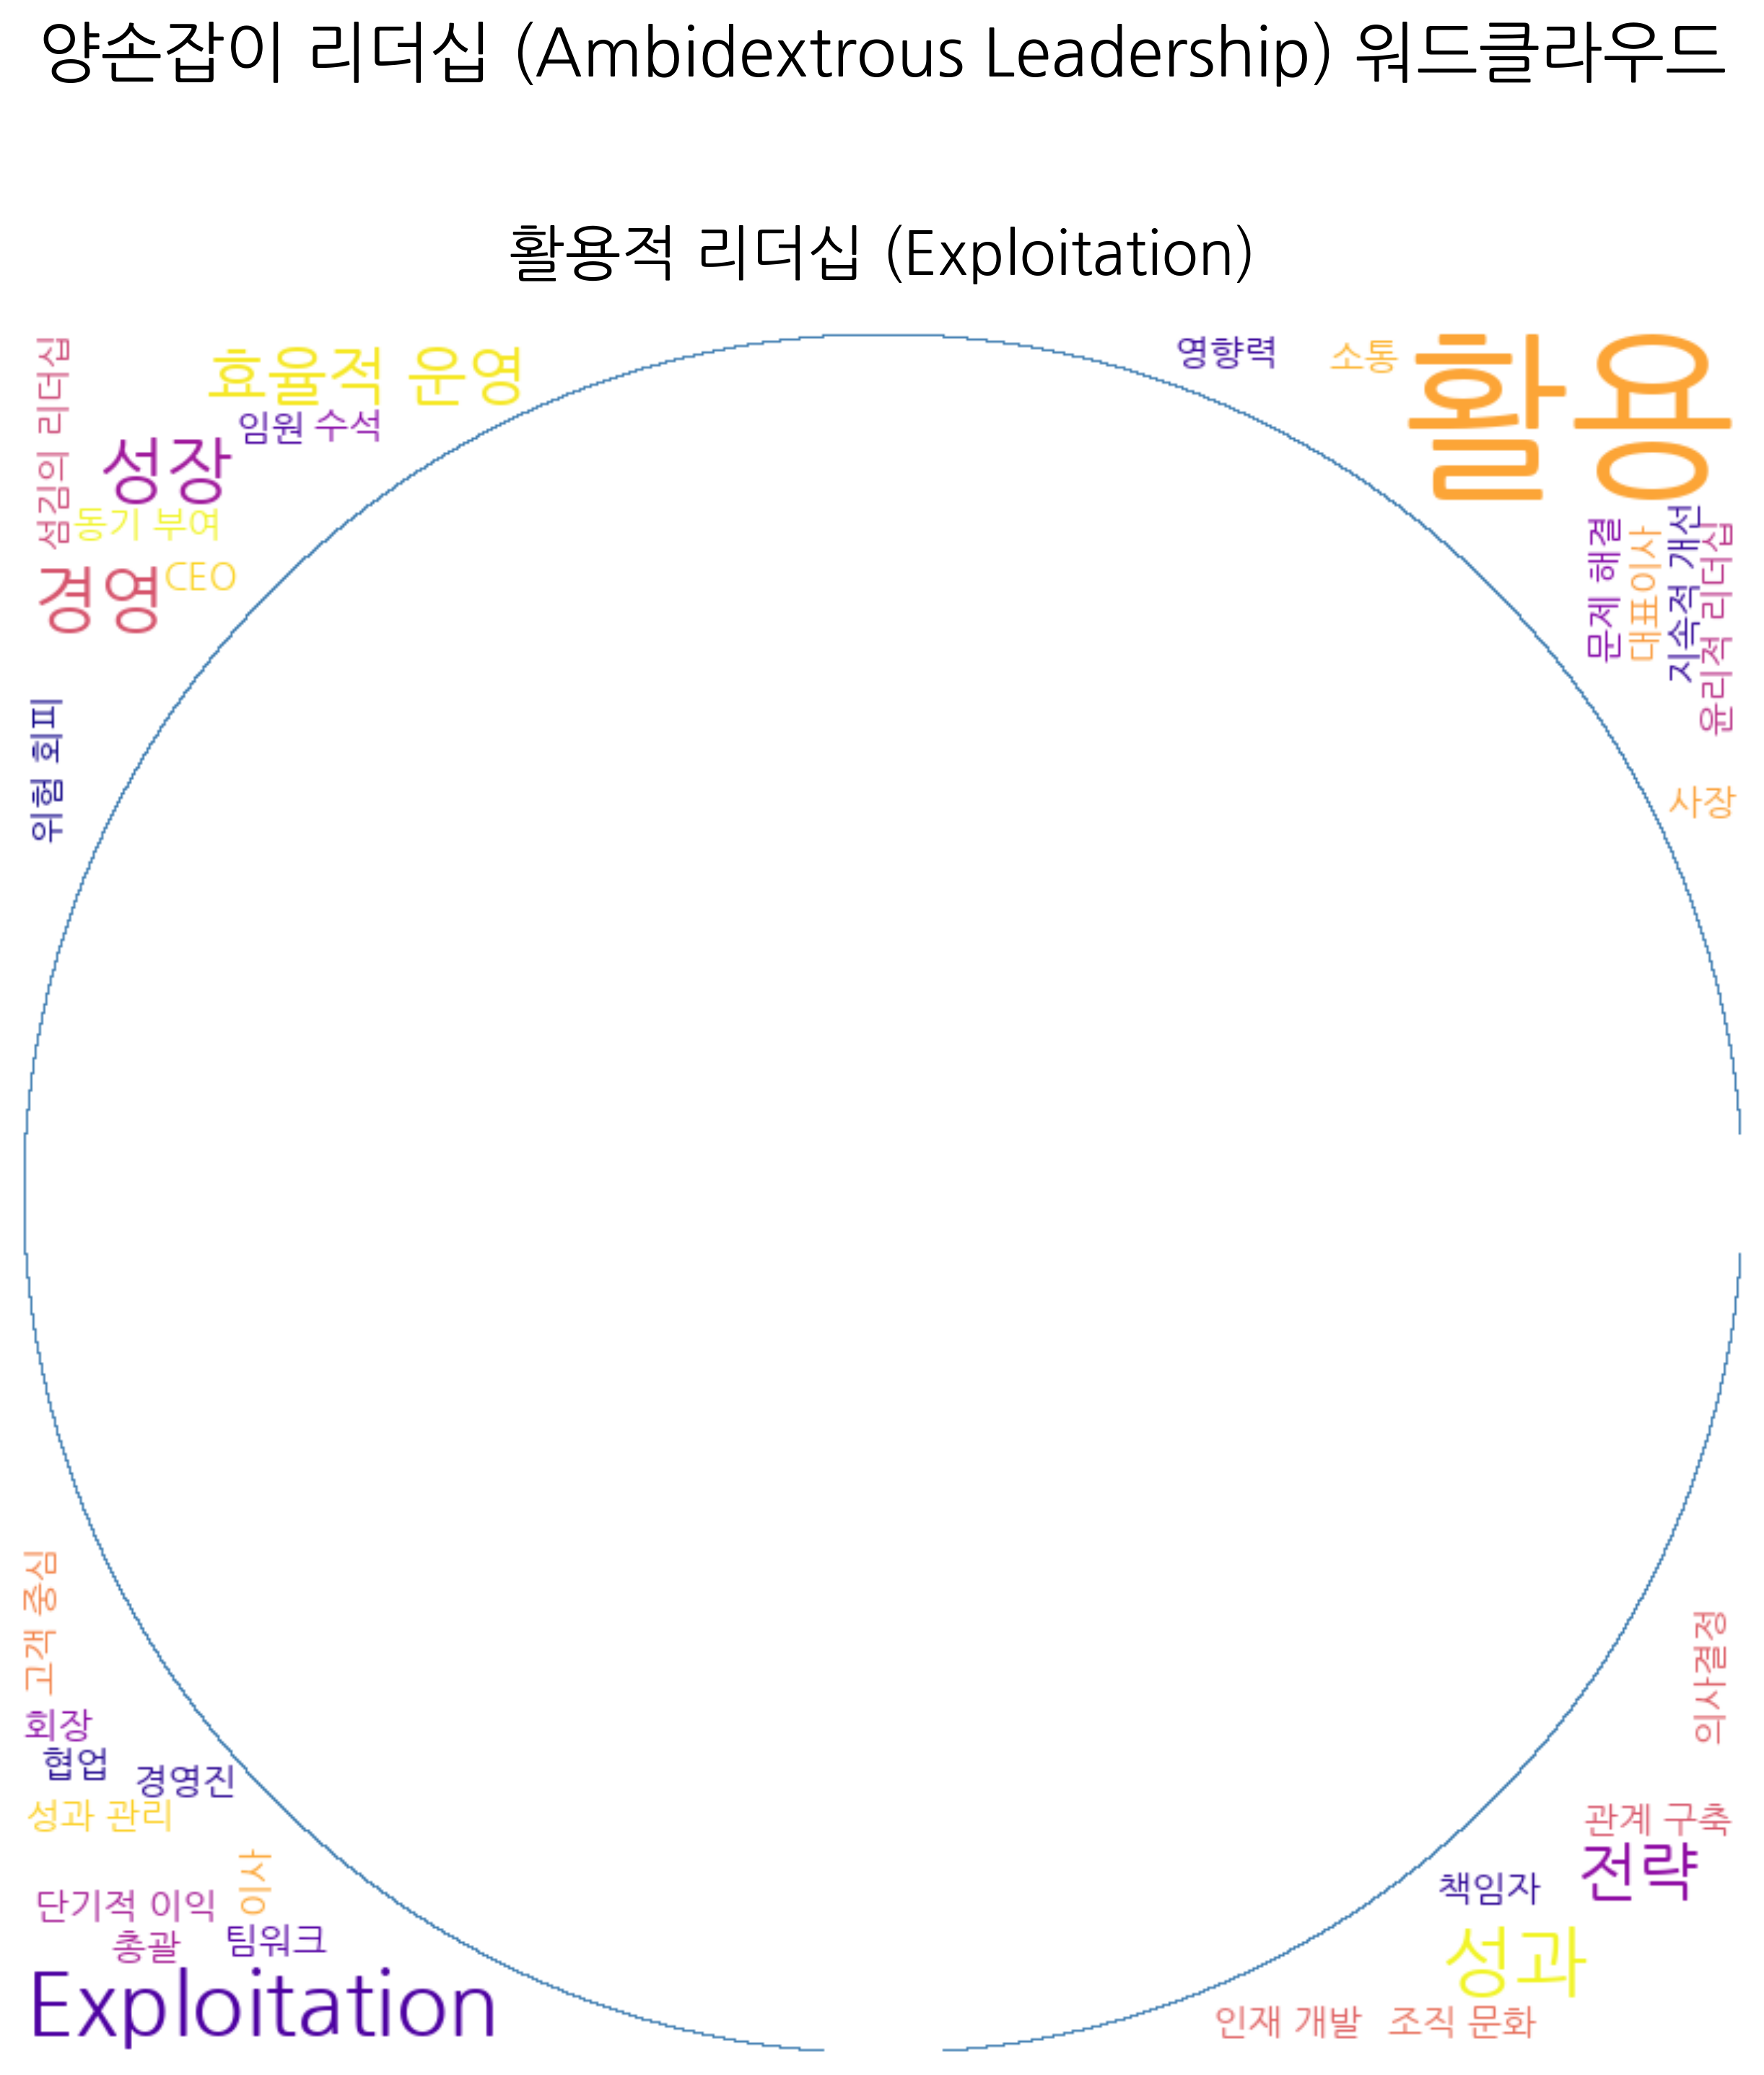 양손잡이 리더십 (Ambidextrous Leadership) 워드클라우드
활용적 리더십 (Exploitation)
섬김의 리더십
효율적 운영
임원
수석
성장
동기 부여
경영
CEO
위험 회피
영향력
소통
활용
문제 해결
대표이사
지속적 개선
윤리적 리더십
사장
고객 중심
회장
협업
경영진
성과 관리
이사
단기적 이익
총괄
팀워크
Exploitation
의사결정
관계 구축
전략
책임자
성과
인재 개발
조직 문화